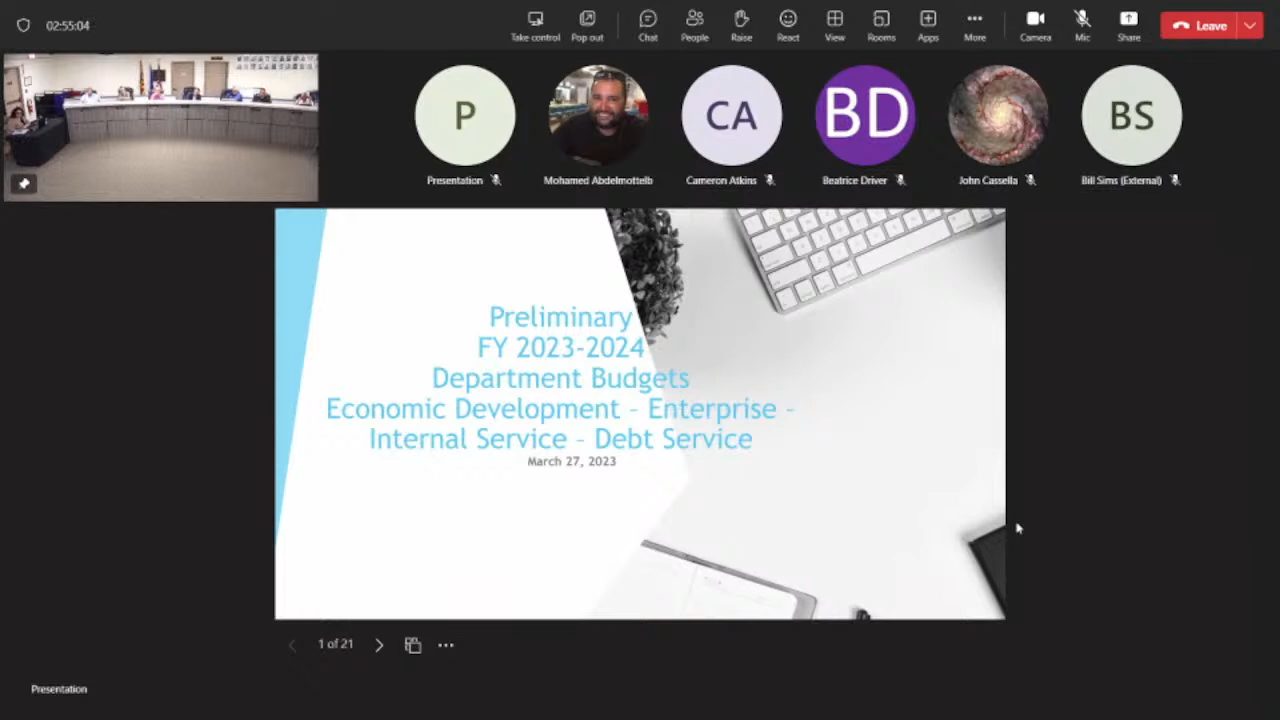 02:55:04
Take control
Pop out
Chat
People
Raise
React
View
Rooms
Apps
More
Camera
Mic
Share
Leave
P
CA
BD
BS
Presentation
Mohamed Abdelmottelb
Cameron Atkins
Beatrice Driver
John Cassella
Bill Sims (External)
Preliminary
FY 2023-2024
Department Budgets
Economic Development - Enterprise -
Internal Service - Debt Service
March 27, 2023
1 of 21
Presentation